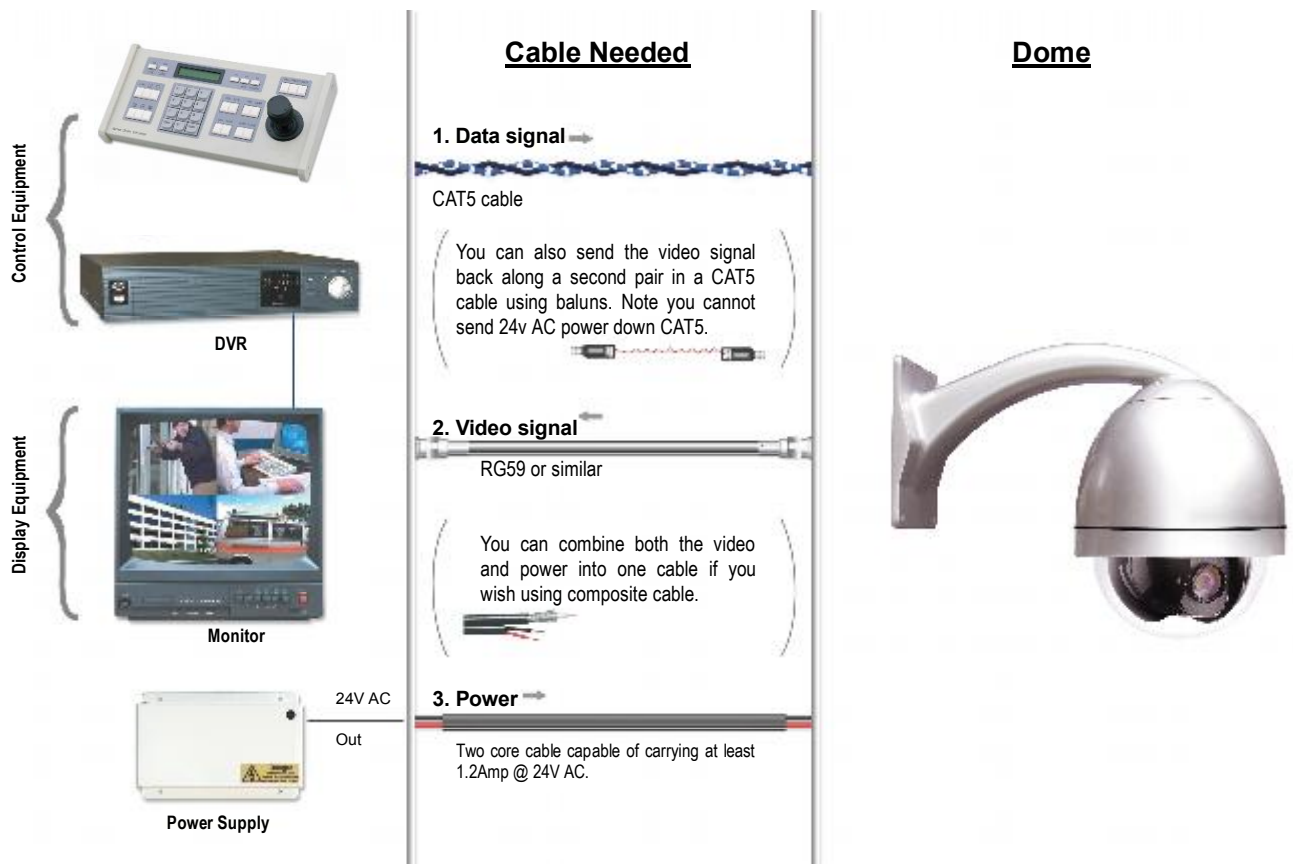 Cable Needed
Dome
Control Equipment
1. Data signal
CAT5 cable
You can also send the video signal
back along a second pair in a CAT5
cable using baluns. Note you cannot
send 24v AC power down CAT5.
DVR
Display Equipment
2. Video signal
RG59 or similar
You can combine both the video
and power into one cable if you
wish using composite cable.
Monitor
24V AC
Out
3. Power
Two core cable capable of carrying at least
1.2Amp @ 24V AC.
Power Supply